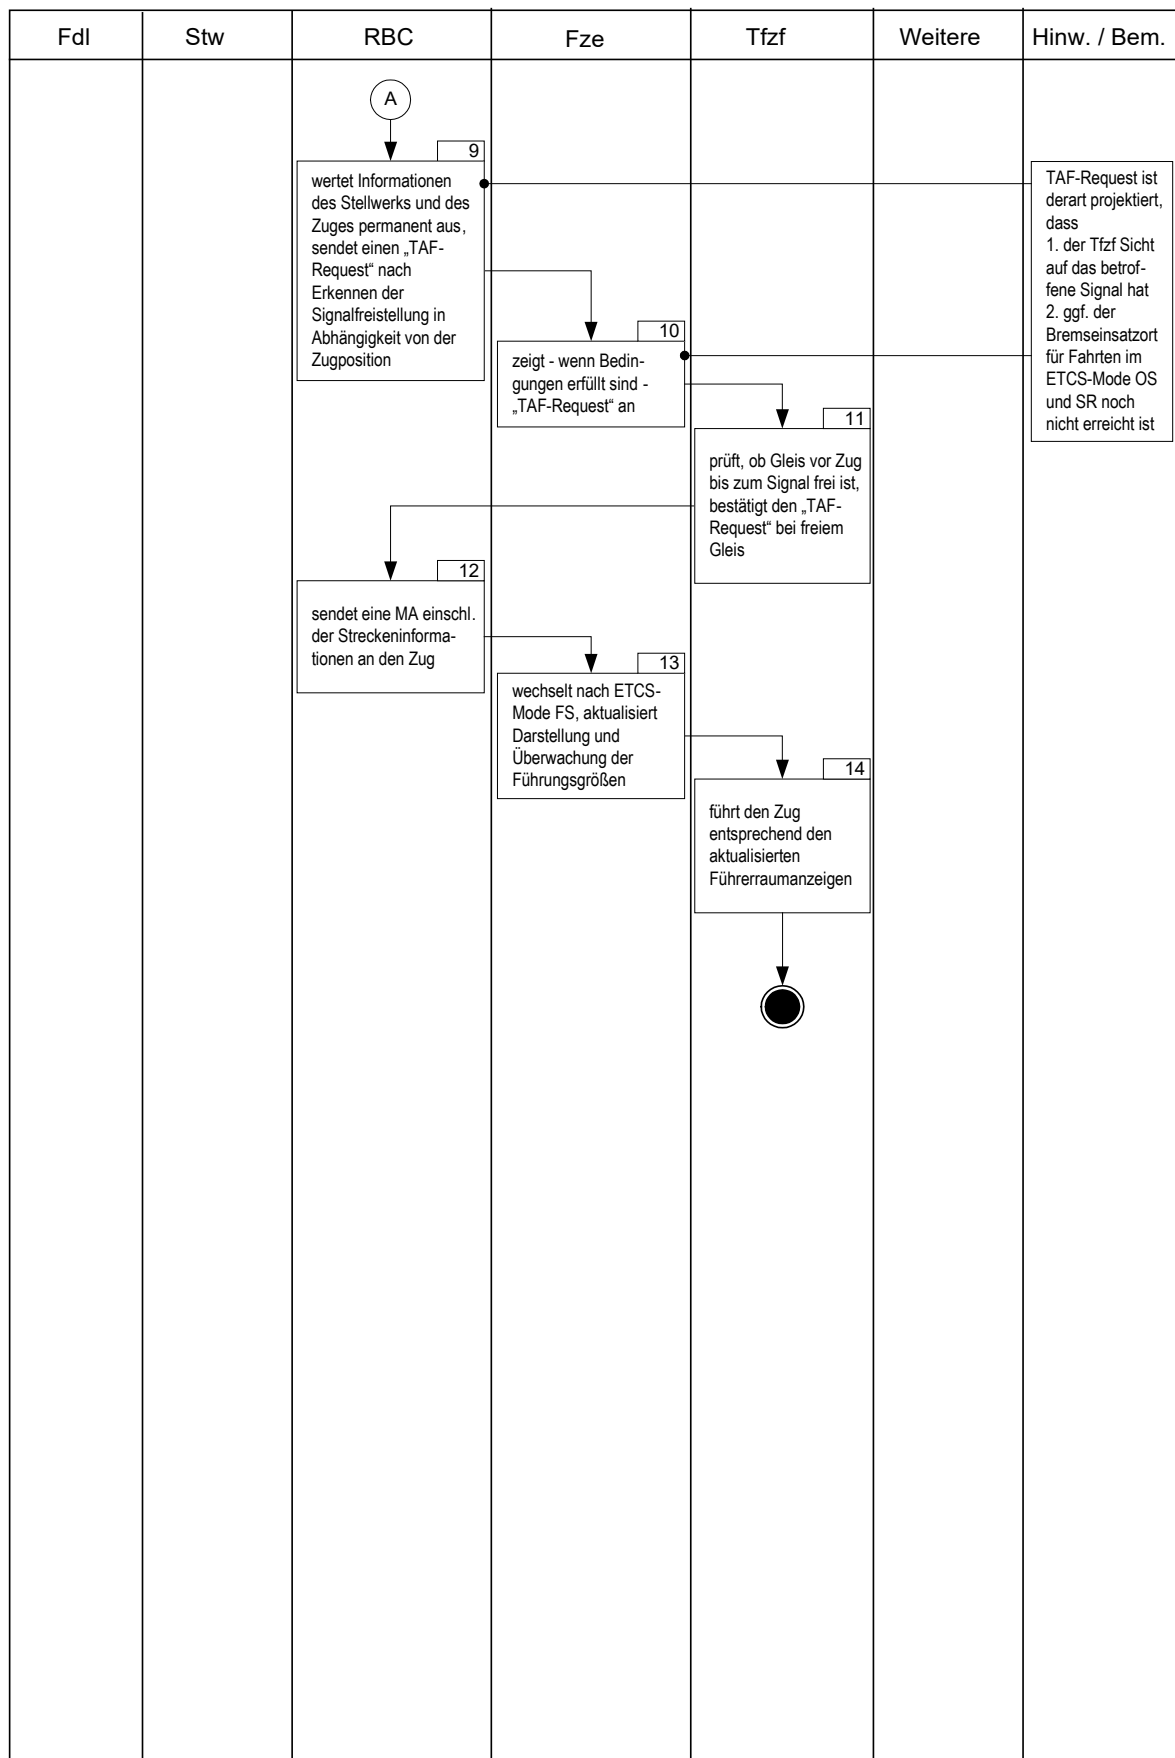 Fdl
Stw
RBC
Fze
Tfzf
Weitere
Hinw. / Bem.
A
9
wertet Informationen
des Stellwerks und des
Zuges permanent aus,
sendet einen „TAF-
Request“ nach
Erkennen der
Signalfreistellung in
Abhängigkeit von der
Zugposition
TAF-Request ist
derart projektiert,
dass
1. der Tfzf Sicht
auf das betrof-
fene Signal hat
2. ggf. der
Bremseinsatzort
für Fahrten im
ETCS-Mode OS
und SR noch
nicht erreicht ist
10
zeigt - wenn Bedin-
gungen erfüllt sind -
„TAF-Request“ an
11
prüft, ob Gleis vor Zug
bis zum Signal frei ist,
bestätigt den „TAF-
Request“ bei freiem
Gleis
12
sendet eine MA einschl.
der Streckeninforma-
tionen an den Zug
13
wechselt nach ETCS-
Mode FS, aktualisiert
Darstellung und
Überwachung der
Führungsgrößen
14
führt den Zug
entsprechend den
aktualisierten
Führerraumanzeigen